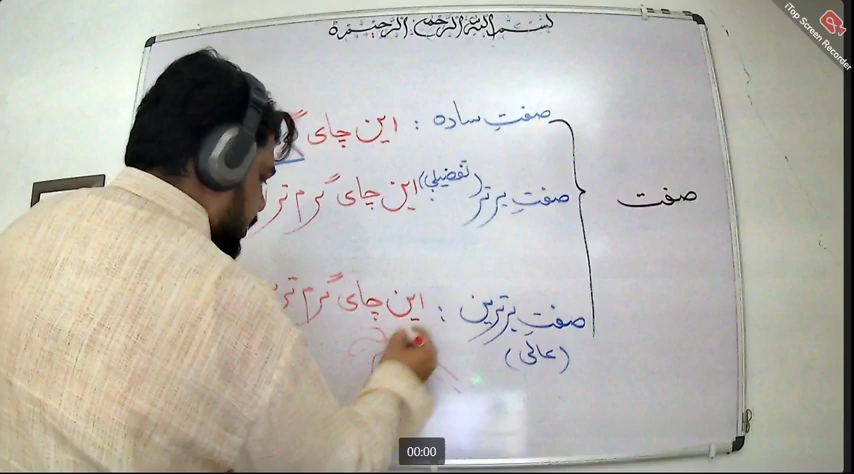 بسم الله الرحمن الرحیم
صفت
صفتِ ساده : این چای
صفتِ برتر (تفضیلی) این چای گرم تر
صفتِ برترین : این چای گرم
(عالی)
iTop Screen Recorder
00:00